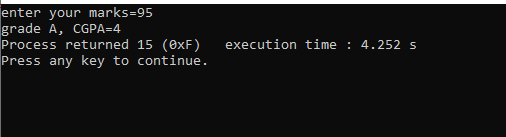 enter your marks=95
grade A, CGPA=4
Process returned 15 (0xF)   execution time : 4.252 s
Press any key to continue.